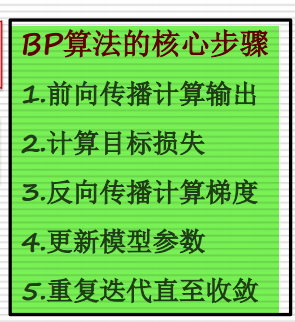 BP算法的核心步骤
1.前向传播计算输出
2.计算目标损失
3.反向传播计算梯度
4.更新模型参数
5.重复迭代直至收敛